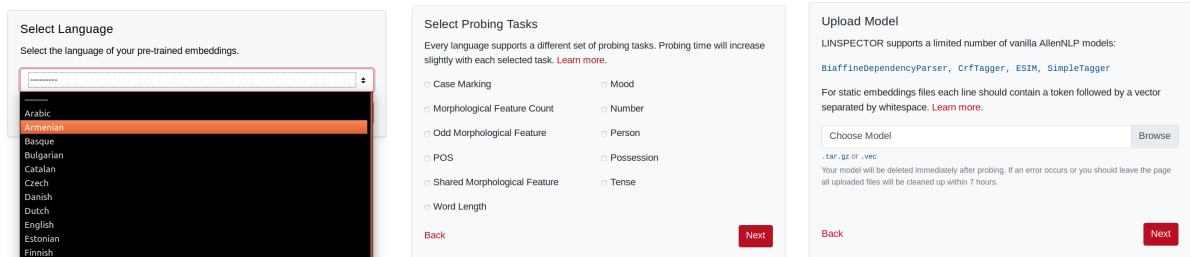 Select Language
Select the language of your pre-trained embeddings.
---------
---------
Arabic
Armenian
Basque
Bulgarian
Catalan
Czech
Danish
Dutch
English
Estonian
Finnish
Select Probing Tasks
Every language supports a different set of probing tasks. Probing time will increase
slightly with each selected task. Learn more.
Case Marking
Mood
Morphological Feature Count
Number
Odd Morphological Feature
Person
POS
Possession
Shared Morphological Feature
Tense
Word Length
Back
Next
Upload Model
LINSPECTOR supports a limited number of vanilla AllenNLP models:
BiaffineDependencyParser, CrfTagger, ESIM, SimpleTagger
For static embeddings files each line should contain a token followed by a vector
separated by whitespace. Learn more.
Choose Model
Browse
.tar.gz or .vec
Your model will be deleted immediately after probing. If an error occurs or you should leave the page
all uploaded files will be cleaned up within 7 hours.
Back
Next